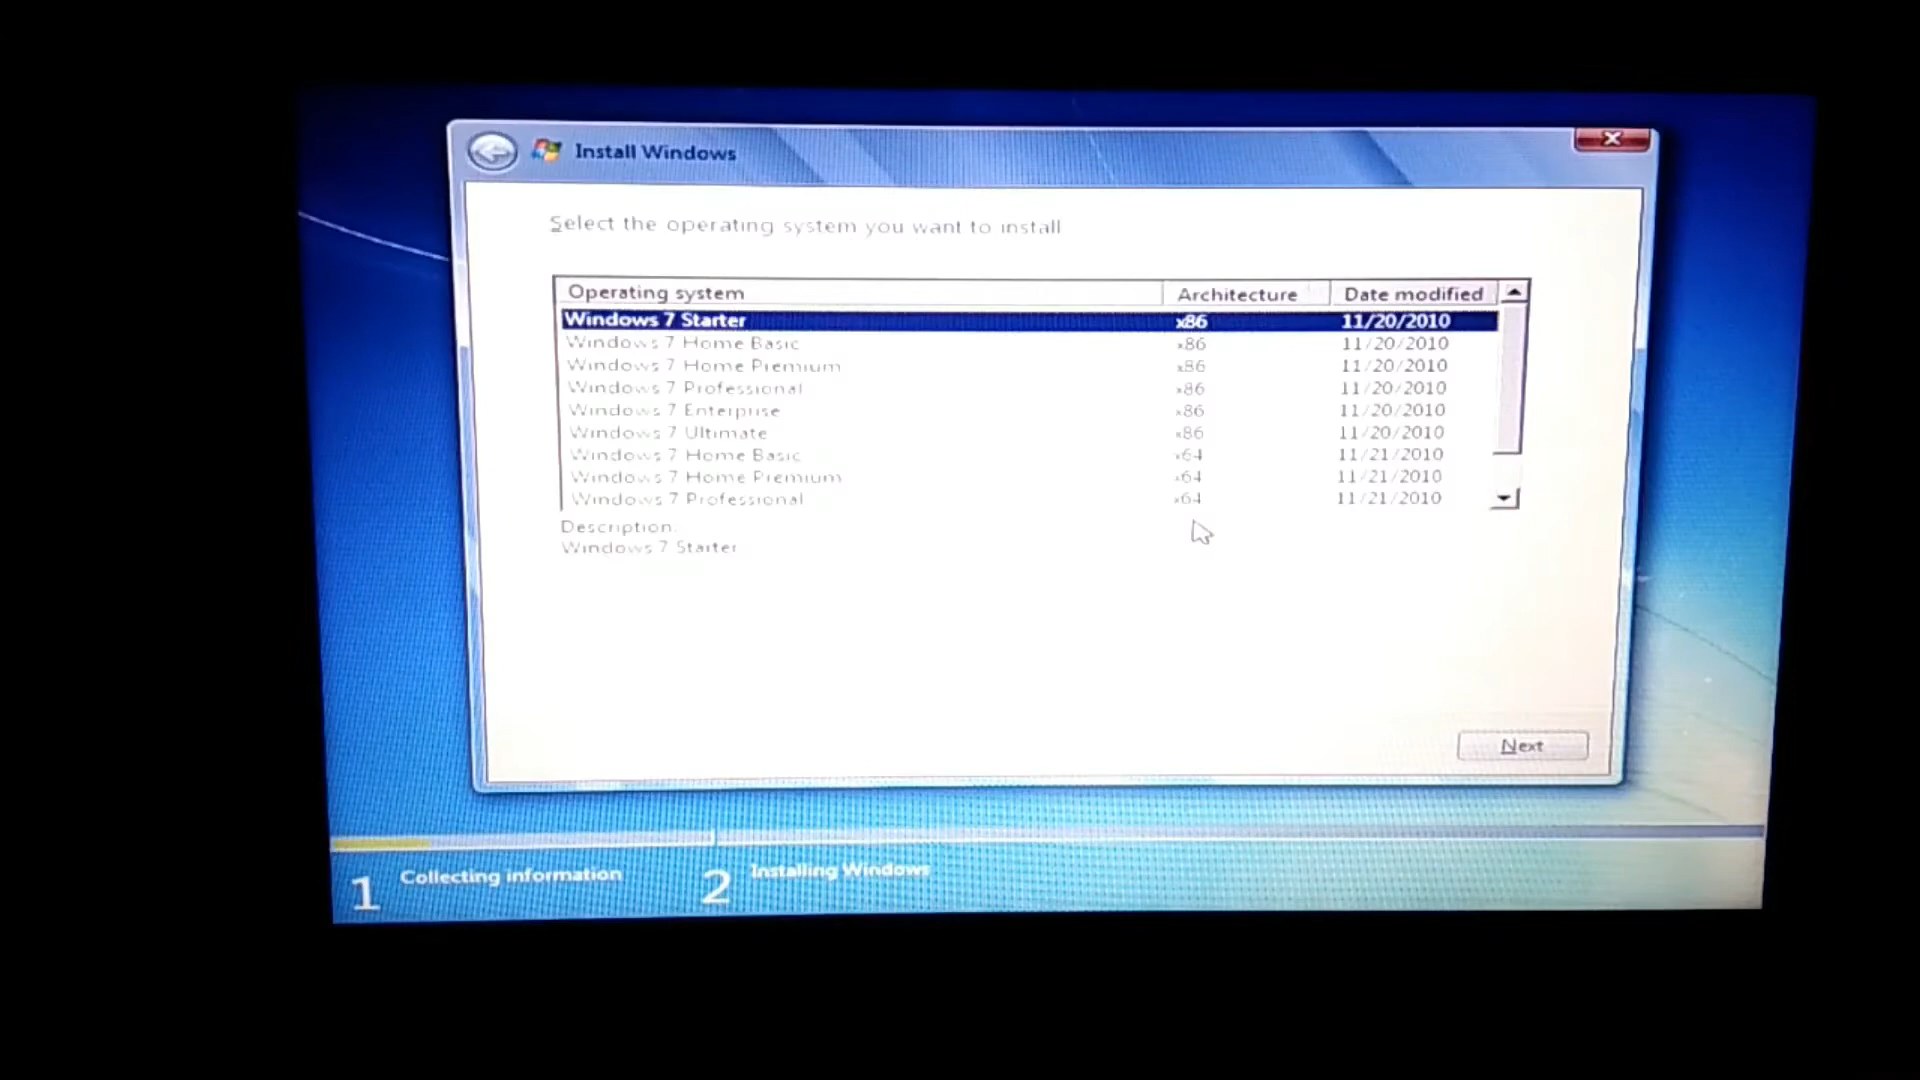 Install Windows
Select the operating system you want to install
Operating system Architecture Date modified
Windows 7 Starter x86 11/20/2010
Windows 7 Home Basic x86 11/20/2010
Windows 7 Home Premium x86 11/20/2010
Windows 7 Professional x86 11/20/2010
Windows 7 Enterprise x86 11/20/2010
Windows 7 Ultimate x86 11/20/2010
Windows 7 Home Basic x64 11/21/2010
Windows 7 Home Premium x64 11/21/2010
Windows 7 Professional x64 11/21/2010
Description:
Windows 7 Starter
Next
1 Collecting information 2 Installing Windows